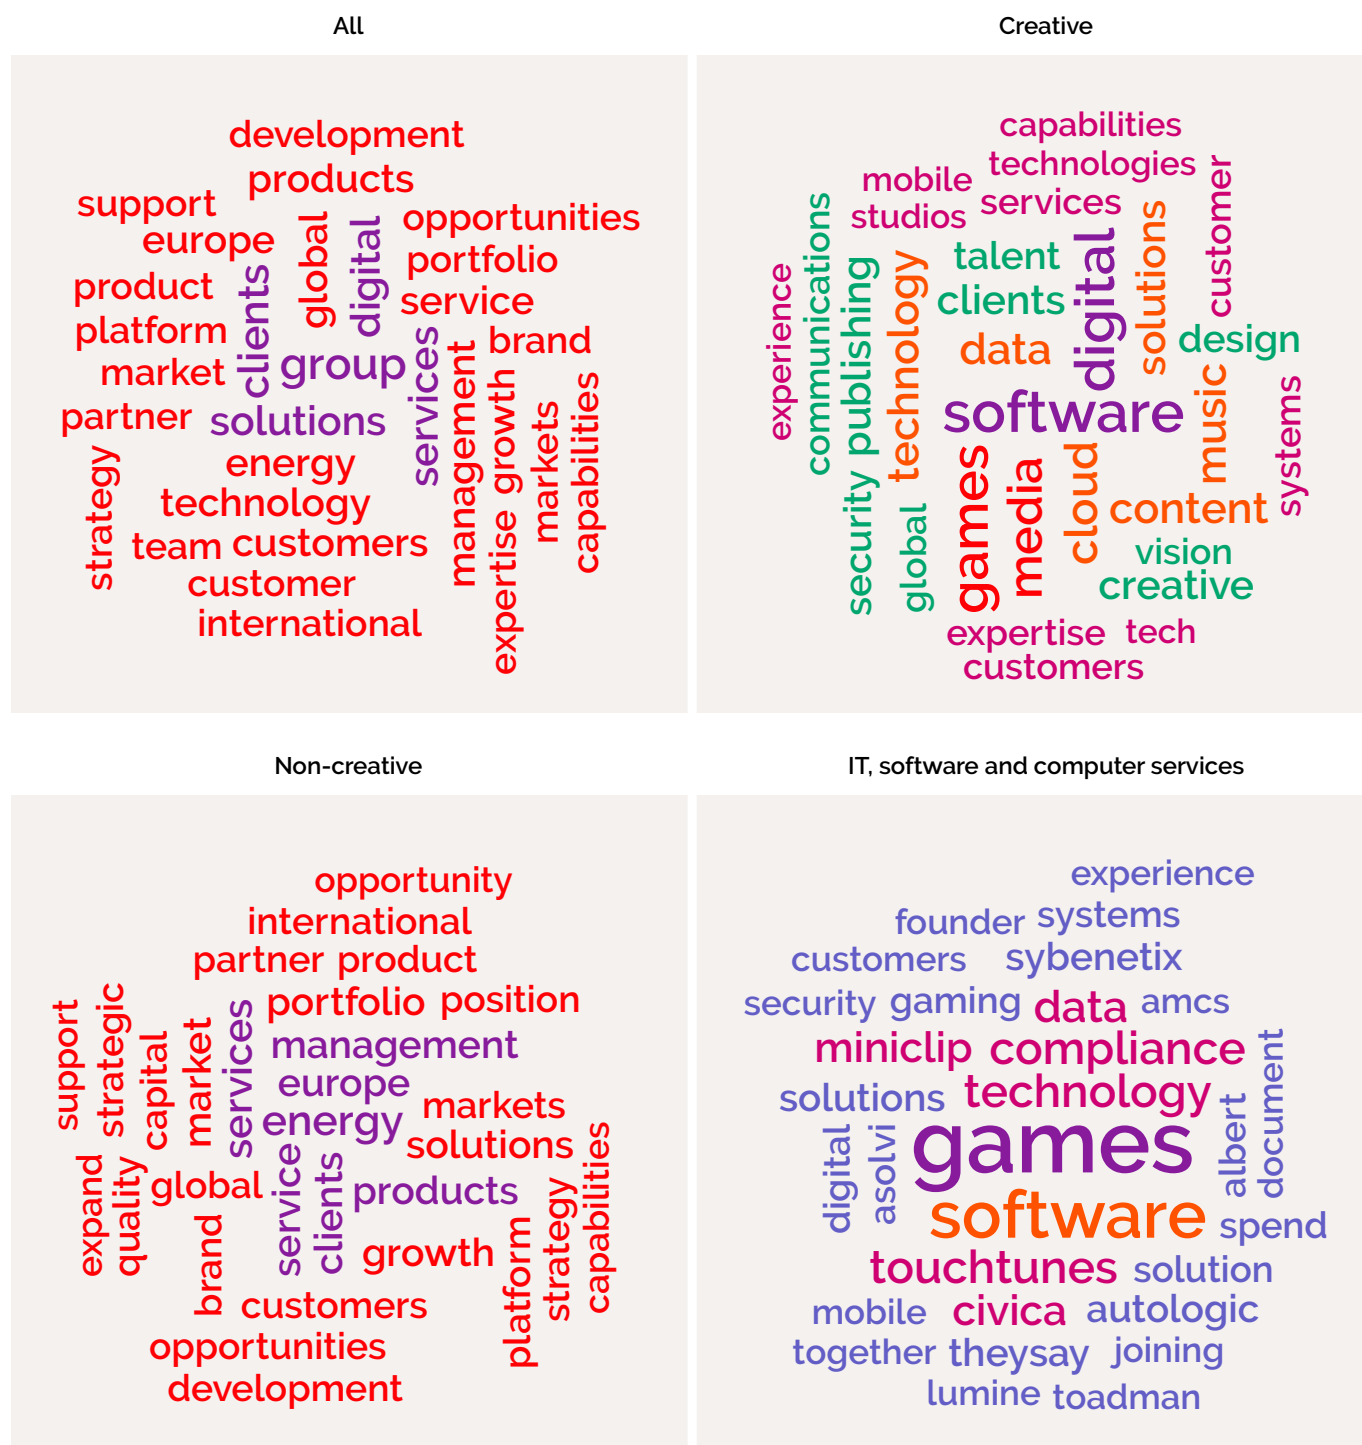 All
development
products
support
europe
global
digital
opportunities
portfolio
service
product
platform
market
partner
clients
group
solutions
services
brand
management
growth
markets
capabilities
energy
technology
strategy
team
customers
customer
international
expertise
Creative
capabilities
technologies
mobile
studios
services
customer
communications
experience
publishing
technology
talent
clients
digital
solutions
data
design
software
music
systems
security
global
games
media
cloud
content
vision
creative
expertise
tech
customers
Non-creative
opportunity
international
partner
product
portfolio
position
support
strategic
capital
market
services
management
europe
energy
markets
solutions
capabilities
expand
quality
global
service
clients
products
brand
growth
platform
strategy
customers
opportunities
development
IT, software and computer services
experience
founder
systems
customers
sybenetix
security
gaming
data
amcs
miniclip
compliance
document
solutions
technology
albert
digital
asolvi
games
software
spend
touchtunes
solution
mobile
civica
autologic
together
theysay
joining
lumine
toadman